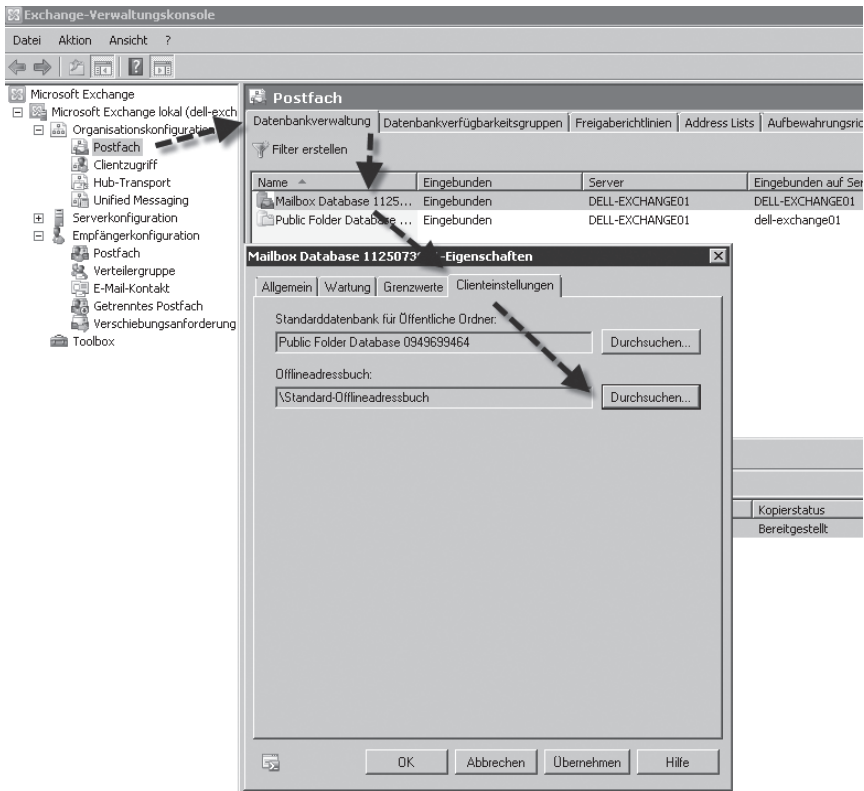 Exchange-Verwaltungskonsole
Datei Aktion Ansicht ?
Microsoft Exchange
Microsoft Exchange lokal (dell-exch
Organisationskonfiguration
Postfach
Clientzugriff
Hub-Transport
Unified Messaging
Serverkonfiguration
Empfängerkonfiguration
Postfach
Verteilergruppe
E-Mail-Kontakt
Getrenntes Postfach
Verschiebungsanforderung
Toolbox
Postfach
Datenbankverwaltung Datenbankverfügbarkeitsgruppen Freigaberichtlinien Address Lists Aufbewahrungsric
Filter erstellen
Name Eingebunden Server Eingebunden auf Ser
Mailbox Database 1125... Eingebunden DELL-EXCHANGE01 DELL-EXCHANGE01
Public Folder Database ... Eingebunden DELL-EXCHANGE01 dell-exchange01
Mailbox Database 1125073 -Eigenschaften
Allgemein Wartung Grenzwerte Clienteinstellungen
Standarddatenbank für Öffentliche Ordner:
Public Folder Database 0949699464 Durchsuchen...
Offlineadressbuch:
\Standard-Offlineadressbuch Durchsuchen...
Kopierstatus
Bereitgestellt
OK Abbrechen Übernehmen Hilfe